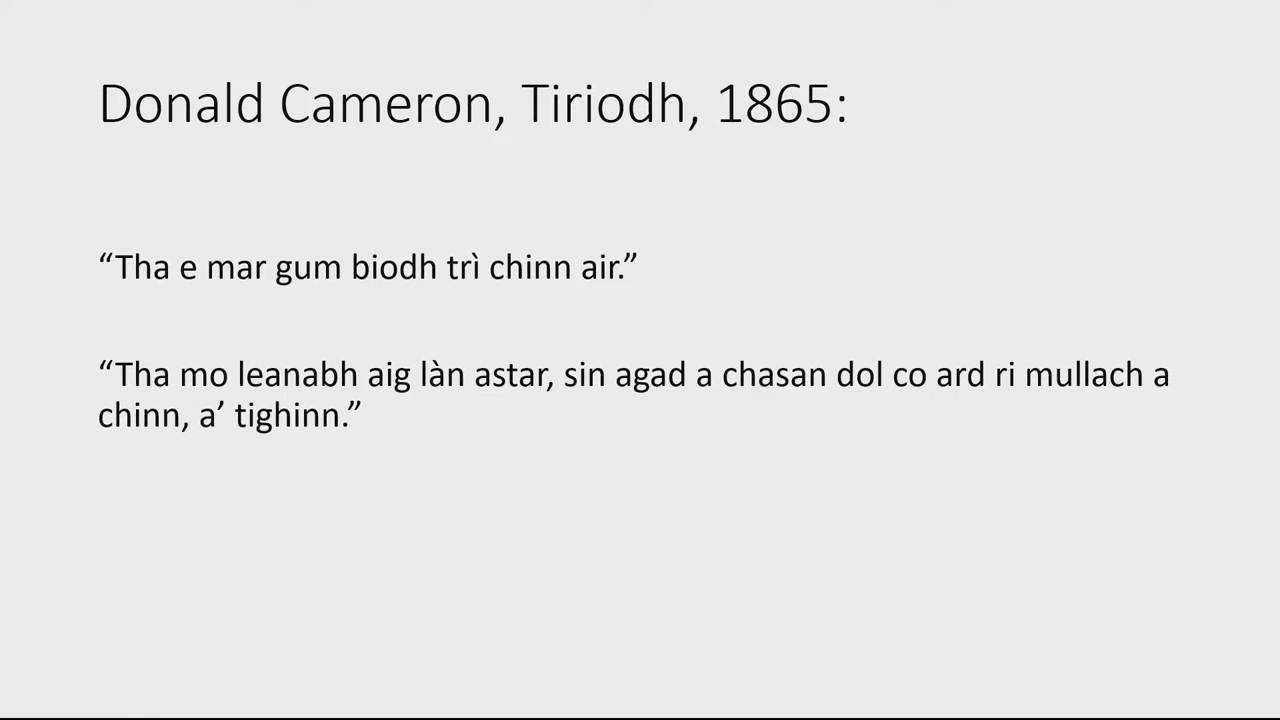 Donald Cameron, Tiriodh, 1865:
“Tha e mar gum biodh trì chinn air.”
“Tha mo leanabh aig làn astar, sin agad a chasan dol co ard ri mullach a
chinn, a’ tighinn.”